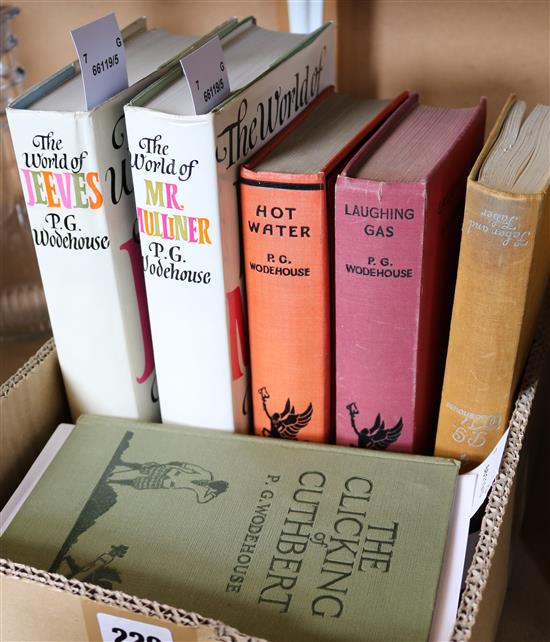 7 G
66119/5
7 G
66119/5
The
World of
JEEVES
P.G.
Wodehouse
The
World of
MR.
MULLINER
P.G.
Wodehouse
The World of
HOT
WATER
P. G.
WODEHOUSE
LAUGHING
GAS
P. G.
WODEHOUSE
P.G.
THE
CLICKING
of
CUTHBERT
P. G. WODEHOUSE